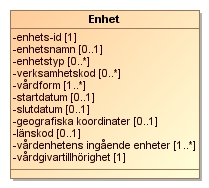 Enhet
-enhets-id [1]
-enhetsnamn [0..1]
-enhetstyp [0..*]
-verksamhetskod [0..*]
-vårdform [1..*]
-startdatum [0..1]
-slutdatum [0..1]
-geografiska koordinater [0..1]
-länskod [0..1]
-vårdenhetens ingående enheter [1..*]
-vårdgivartillhörighet [1]